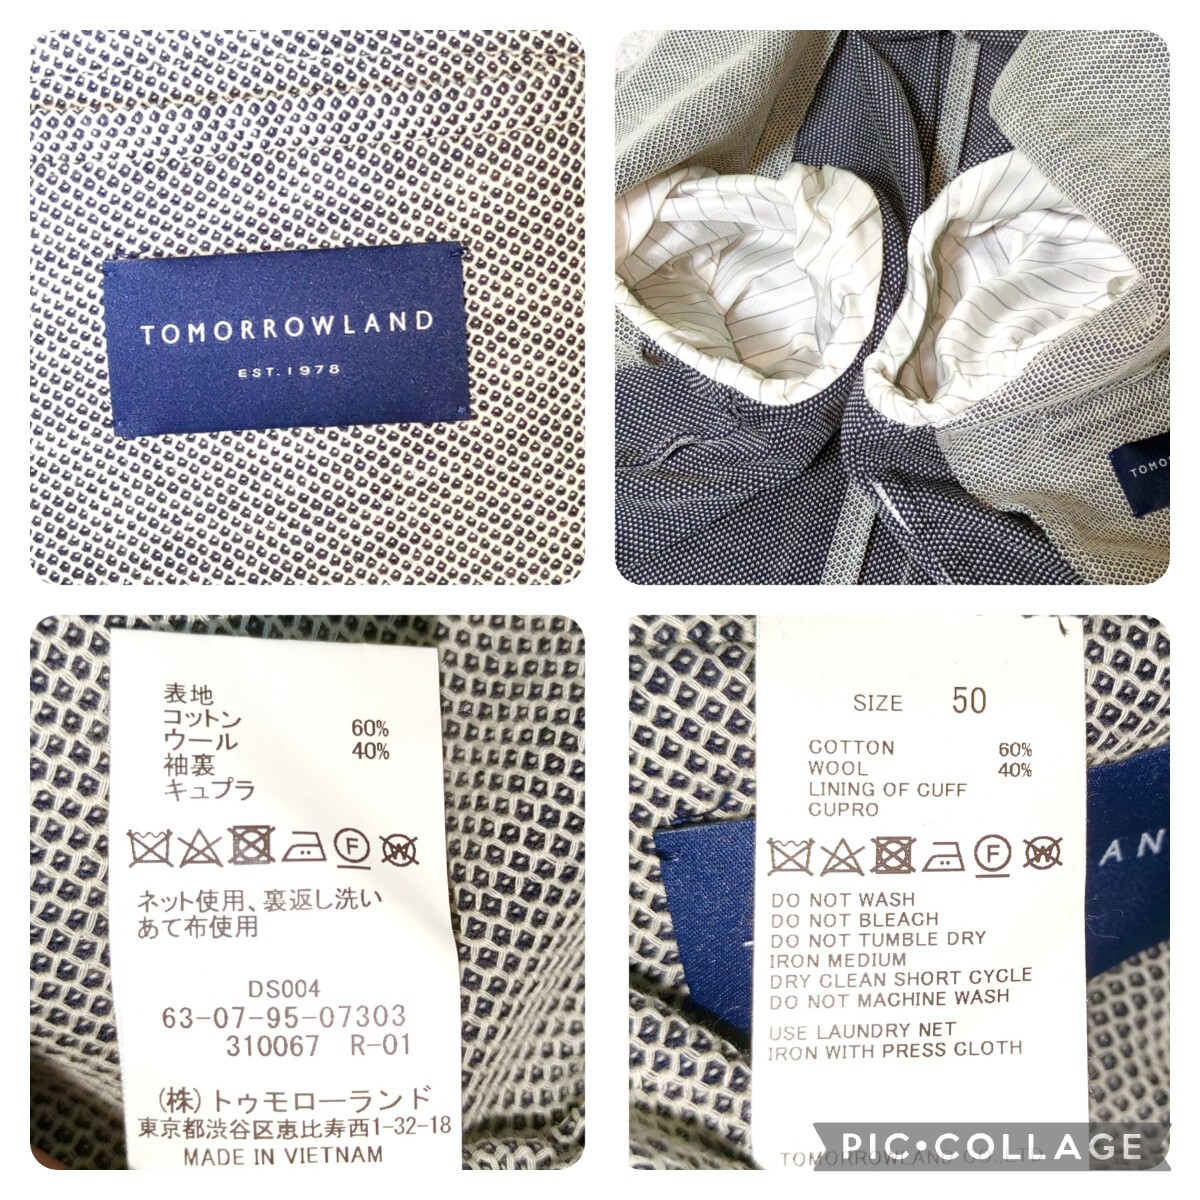 TOMORROWLAND
EST. 1978
TOMO
表地
コットン 60%
ウール 40%
袖裏
キュプラ
F W
ネット使用、裏返し洗い
あて布使用
DS004
63-07-95-07303
310067 R-01
(株)トゥモローランド
東京都渋谷区恵比寿西1-32-18
MADE IN VIETNAM
SIZE 50
COTTON 60%
WOOL 40%
LINING OF CUFF
CUPRO
F W
DO NOT WASH
DO NOT BLEACH
DO NOT TUMBLE DRY
IRON MEDIUM
DRY CLEAN SHORT CYCLE
DO NOT MACHINE WASH
USE LAUNDRY NET
IRON WITH PRESS CLOTH
TOMORROWLAND CO.,LTD.
AN
PIC•COLLAGE